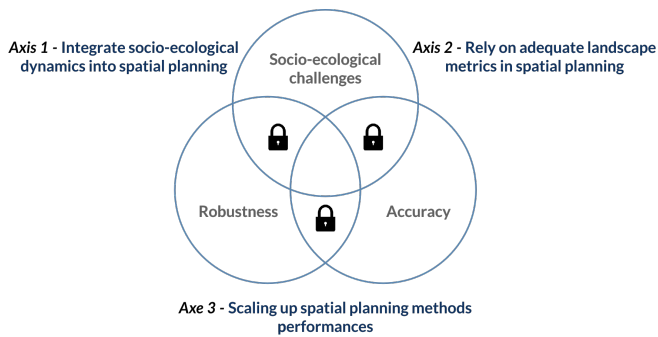 Axis 1 - Integrate socio-ecological
dynamics into spatial planning
Axis 2 - Rely on adequate landscape
metrics in spatial planning
Socio-ecological
challenges
Robustness
Accuracy
Axe 3 - Scaling up spatial planning methods
performances